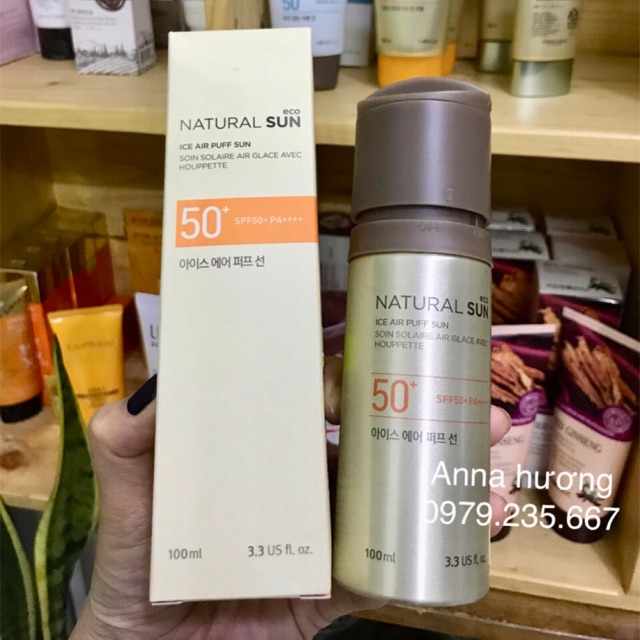 eco
NATURAL SUN
ICE AIR PUFF SUN
SOIN SOLAIRE AIR GLACE AVEC
HOUPPETTE
50+ SPF50+ PA++++
아이스 에어 퍼프 선
100ml 3.3 US fl. oz.
OFF
eco
NATURAL SUN
ICE AIR PUFF SUN
SOIN SOLAIRE AIR GLACE AVEC
HOUPPETTE
50+ SPF50+ PA++++
아이스 에어 퍼프 선
100ml 3.3 US fl. oz.
Anna hương
0979.235.667
GINSENG
50+